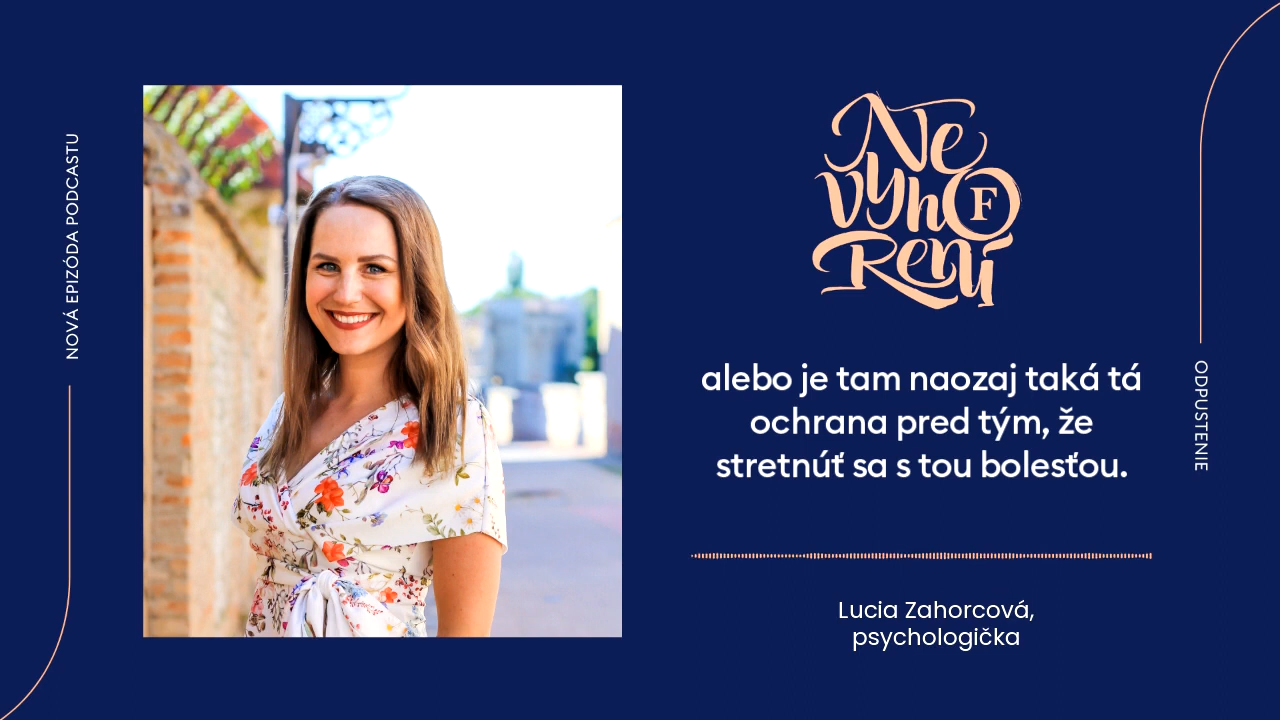 NOVÁ EPIZÓDA PODCASTU
Ne
vyhO
F
Rení
alebo je tam naozaj taká tá
ochrana pred tým, že
stretnúť sa s tou bolesťou.
Lucia Zahorcová,
psychologička
ODPUSTENIE